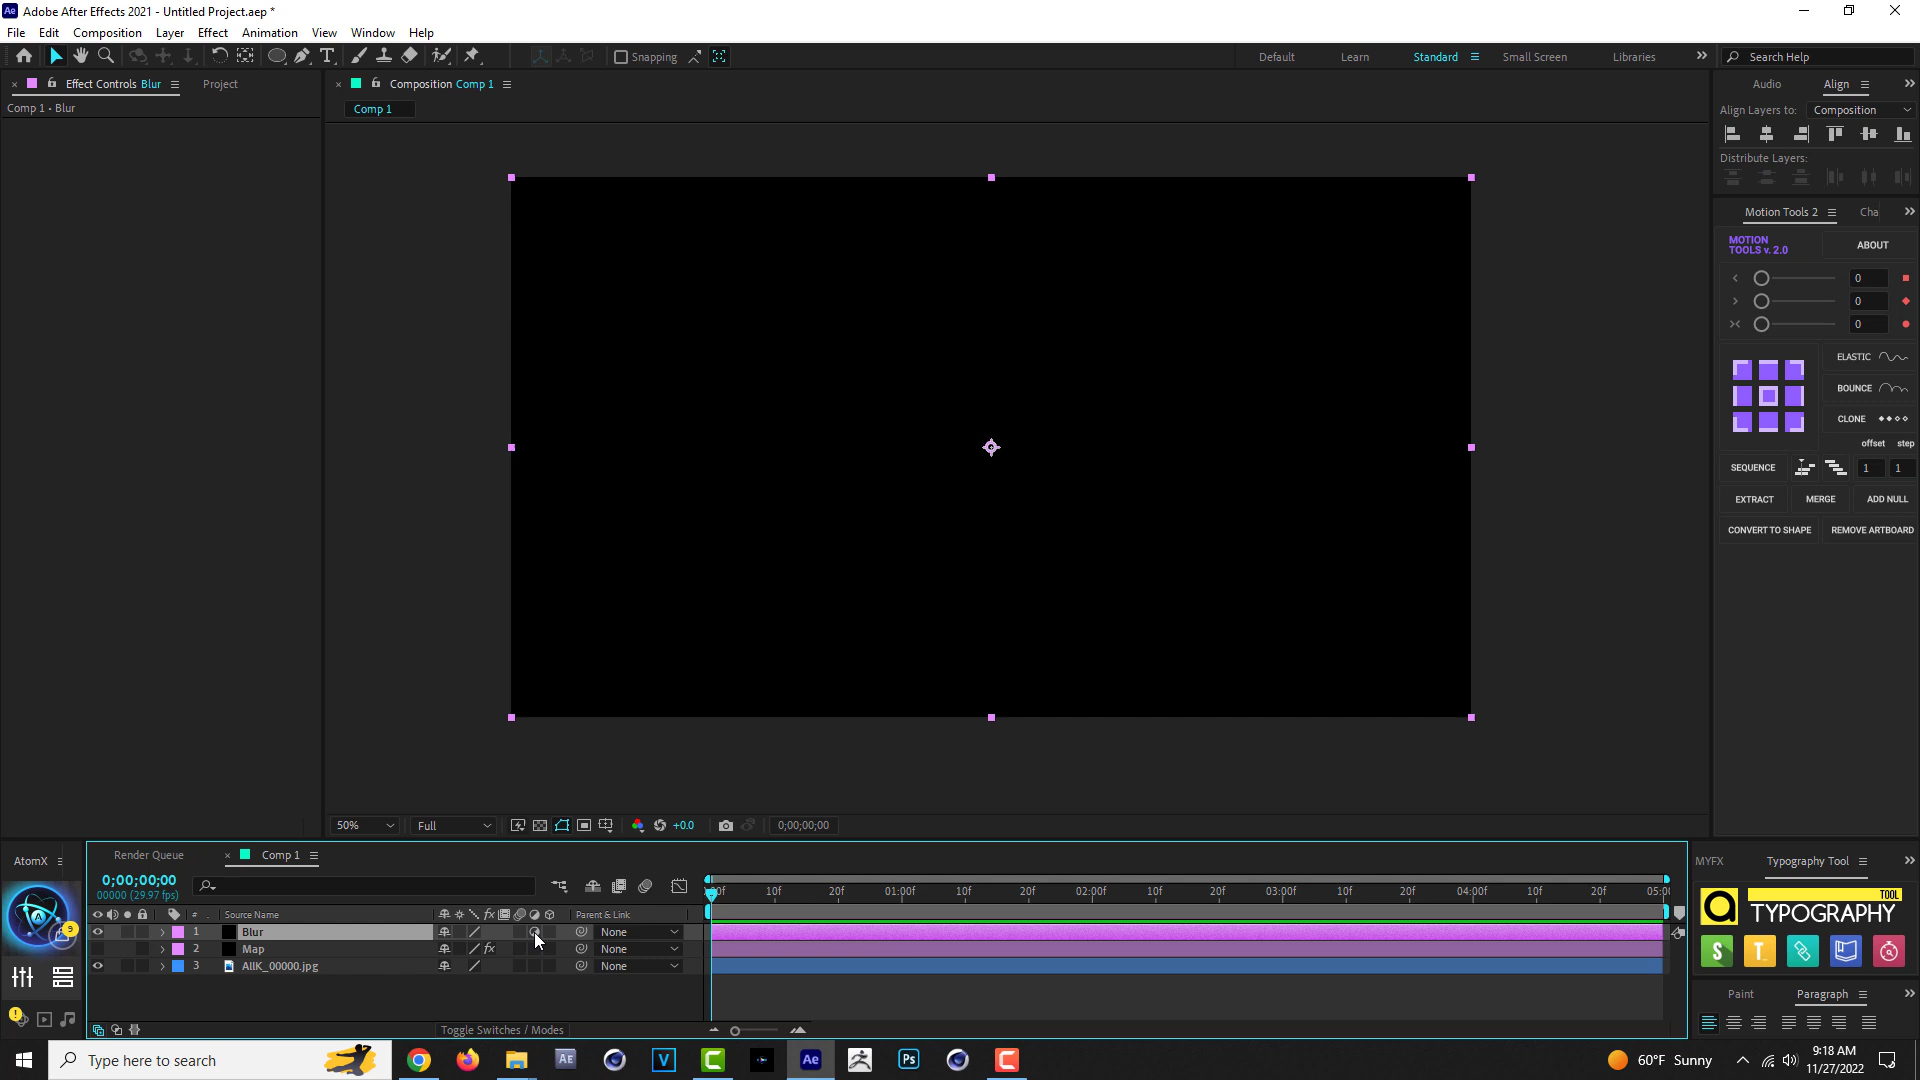 Ae Adobe After Effects 2021 - Untitled Project.aep *
File Edit Composition Layer Effect Animation View Window Help
Snapping
Default Learn Standard Small Screen Libraries
Search Help
Effect Controls Blur
Project
Comp 1 • Blur
Composition Comp 1
Comp 1
Audio Align
Align Layers to: Composition
Distribute Layers:
Motion Tools 2 Cha
MOTION
TOOLS v. 2.0
ABOUT
0
0
0
ELASTIC
BOUNCE
CLONE
offset step
SEQUENCE 1 1
EXTRACT MERGE ADD NULL
CONVERT TO SHAPE REMOVE ARTBOARD
50% Full +0.0 0;00;00;00
AtomX
Render Queue Comp 1
0;00;00;00
00000 (29.97 fps)
# Source Name fx Parent & Link
1 Blur None
2 Map fx None
3 AllK_00000.jpg None
10f 20f 01:00f 10f 20f 02:00f 10f 20f 03:00f 10f 20f 04:00f 10f 20f 05:0
9
Toggle Switches / Modes
MYFX Typography Tool
TOOL
TYPOGRAPHY
Paint Paragraph
Type here to search
AE V Ae Ps
60°F Sunny
9:18 AM
11/27/2022